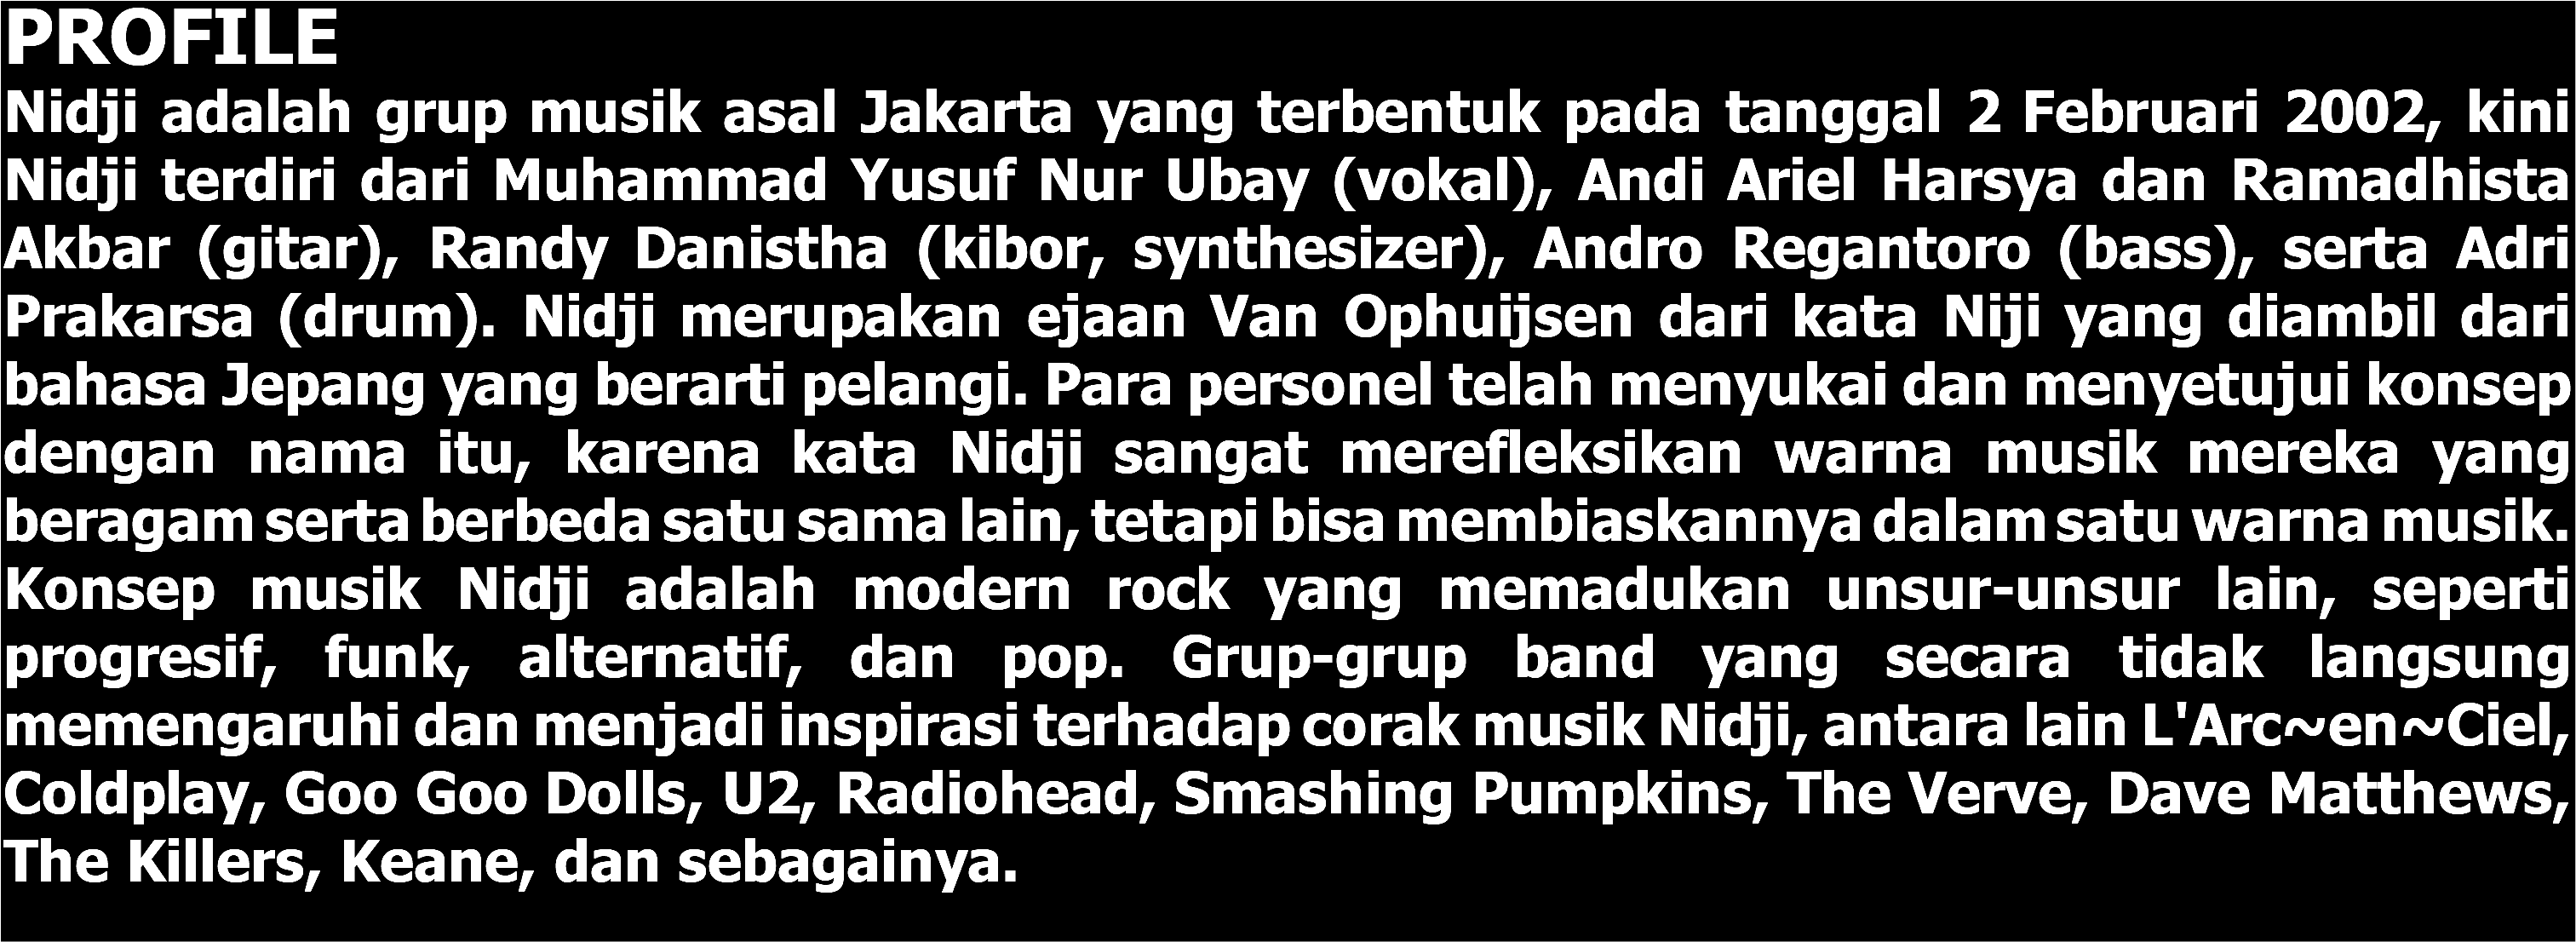 PROFILE
Nidji adalah grup musik asal Jakarta yang terbentuk pada tanggal 2 Februari 2002, kini
Nidji terdiri dari Muhammad Yusuf Nur Ubay (vokal), Andi Ariel Harsya dan Ramadhista
Akbar (gitar), Randy Danistha (kibor, synthesizer), Andro Regantoro (bass), serta Adri
Prakarsa (drum). Nidji merupakan ejaan Van Ophuijsen dari kata Niji yang diambil dari
bahasa Jepang yang berarti pelangi. Para personel telah menyukai dan menyetujui konsep
dengan nama itu, karena kata Nidji sangat merefleksikan warna musik mereka yang
beragam serta berbeda satu sama lain, tetapi bisa membiaskannya dalam satu warna musik.
Konsep musik Nidji adalah modern rock yang memadukan unsur-unsur lain, seperti
progresif, funk, alternatif, dan pop. Grup-grup band yang secara tidak langsung
memengaruhi dan menjadi inspirasi terhadap corak musik Nidji, antara lain L'Arc~en~Ciel,
Coldplay, Goo Goo Dolls, U2, Radiohead, Smashing Pumpkins, The Verve, Dave Matthews,
The Killers, Keane, dan sebagainya.